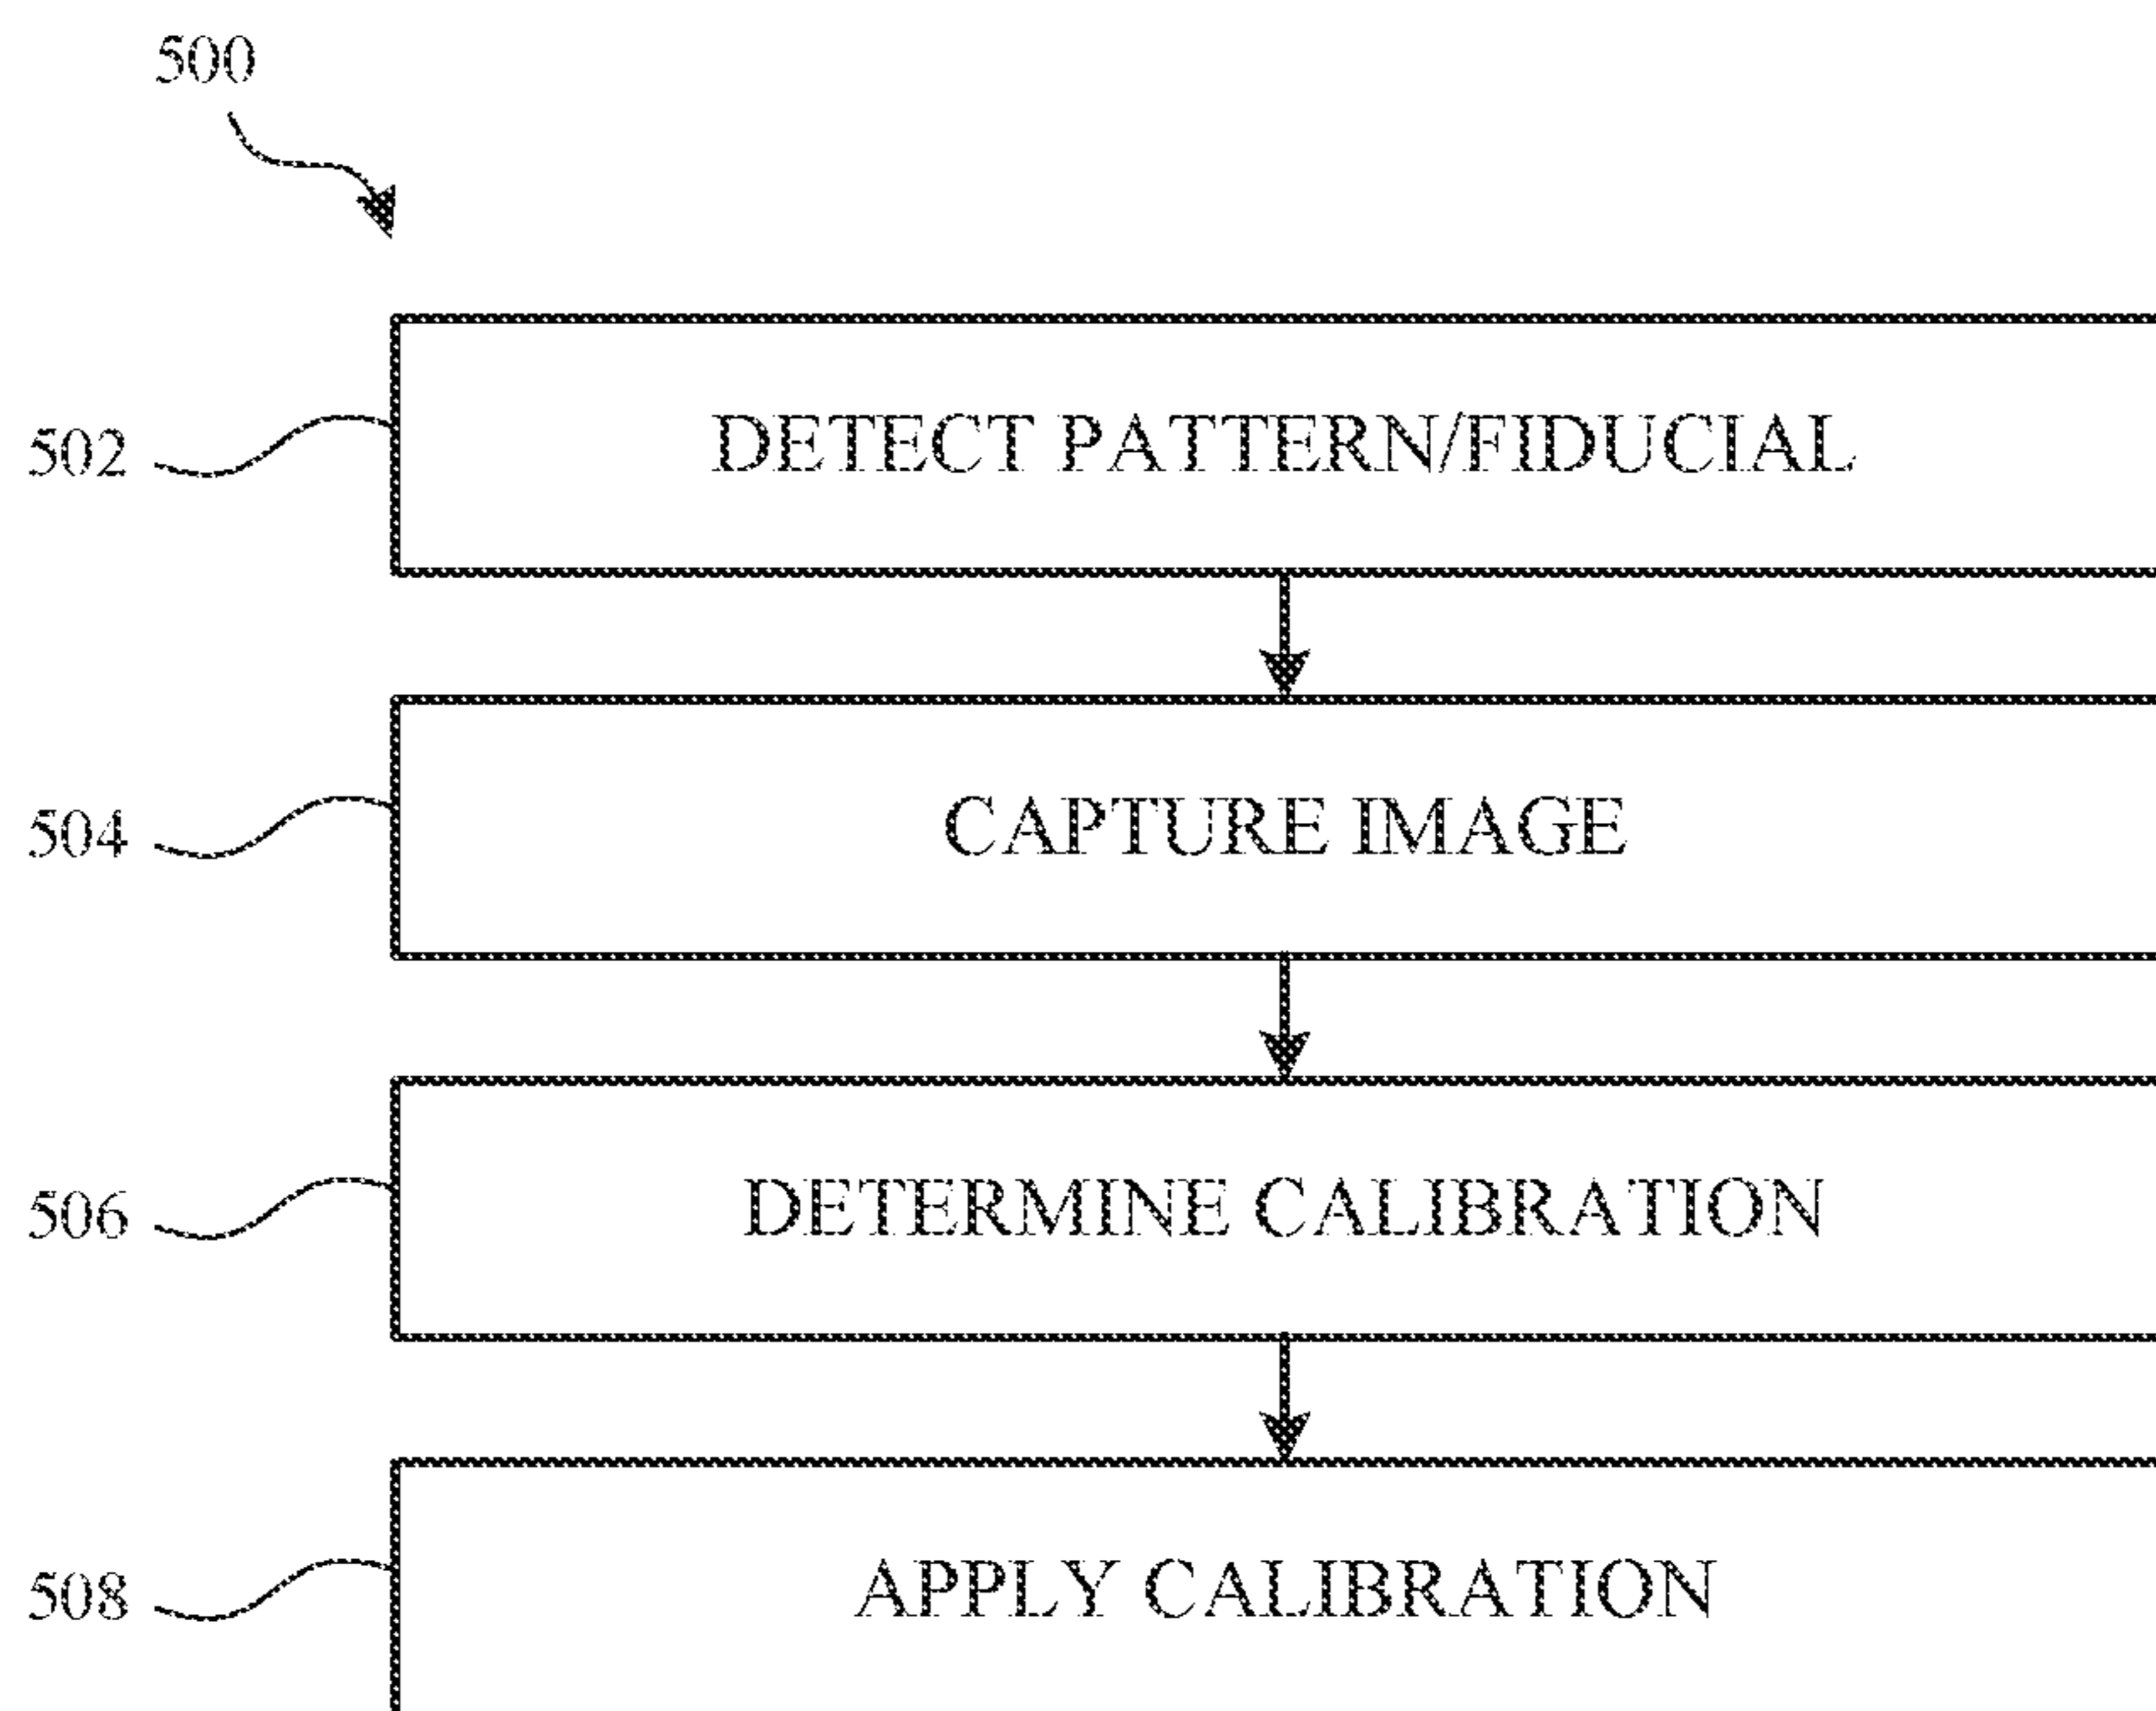 500
502 DETECT PATTERN/FIDUCIAL
504 CAPTURE IMAGE
506 DETERMINE CALIBRATION
508 APPLY CALIBRATION